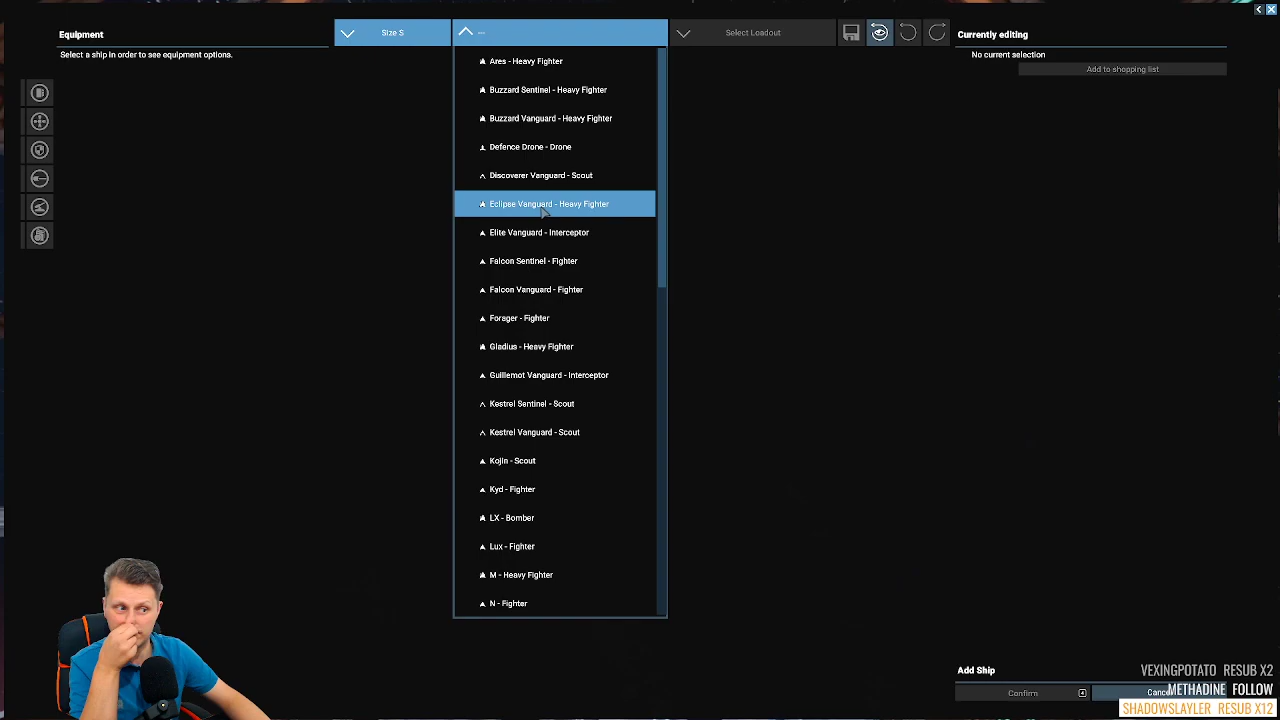 Equipment
Select a ship in order to see equipment options.
Size S
---
Select Loadout
Currently editing
No current selection
Add to shopping list
Ares - Heavy Fighter
Buzzard Sentinel - Heavy Fighter
Buzzard Vanguard - Heavy Fighter
Defence Drone - Drone
Discoverer Vanguard - Scout
Eclipse Vanguard - Heavy Fighter
Elite Vanguard - Interceptor
Falcon Sentinel - Fighter
Falcon Vanguard - Fighter
Forager - Fighter
Gladius - Heavy Fighter
Guillemot Vanguard - Interceptor
Kestrel Sentinel - Scout
Kestrel Vanguard - Scout
Kojin - Scout
Kyd - Fighter
LX - Bomber
Lux - Fighter
M - Heavy Fighter
N - Fighter
Add Ship
Confirm
VEXINGPOTATO RESUB X2
METHADINE FOLLOW
SHADOWSLAYLER RESUB X12